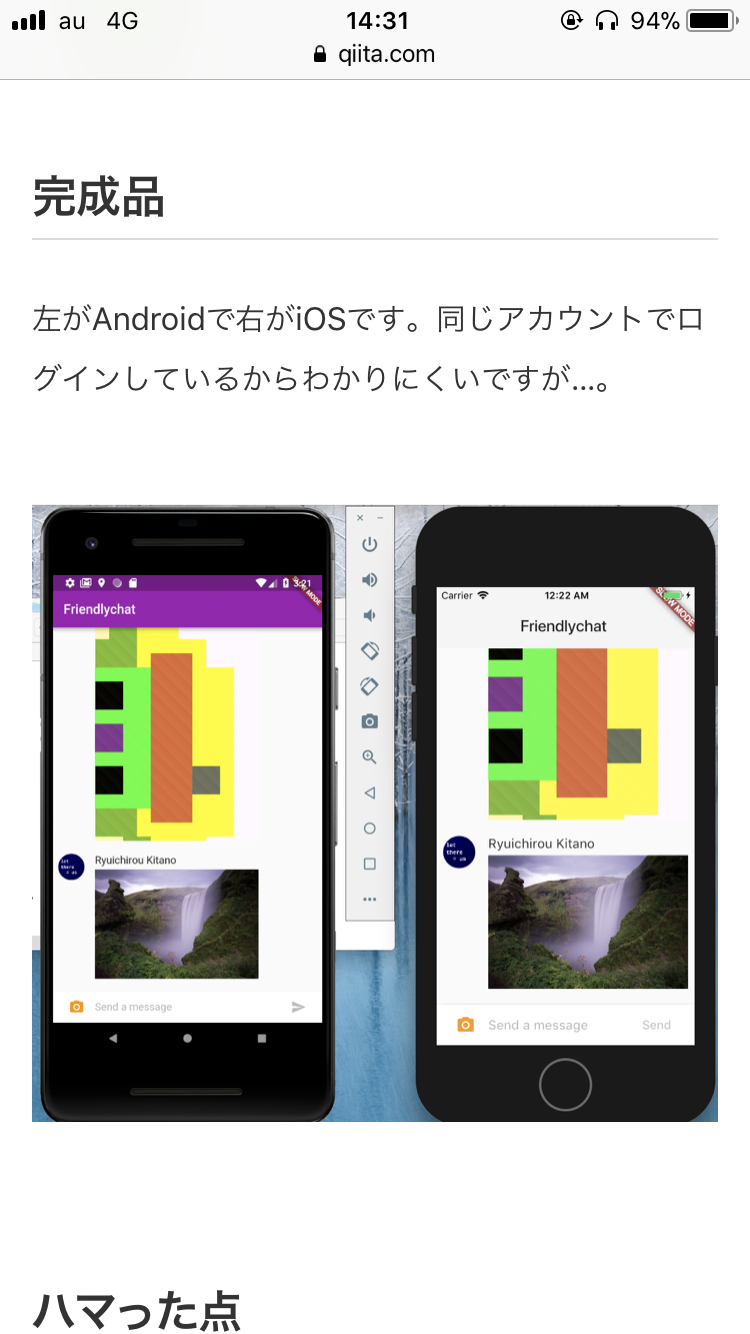 au 4G 14:31 94%
qiita.com
完成品
左がAndroidで右がiOSです。同じアカウントでロ
グインしているからわかりにくいですが...。
SLOW MODE
Friendlychat
Ryuichirou Kitano
Send a message
Carrier 12:22 AM
SLOW MODE
Friendlychat
let
there
Ryuichirou Kitano
Send a message Send
ハマった点